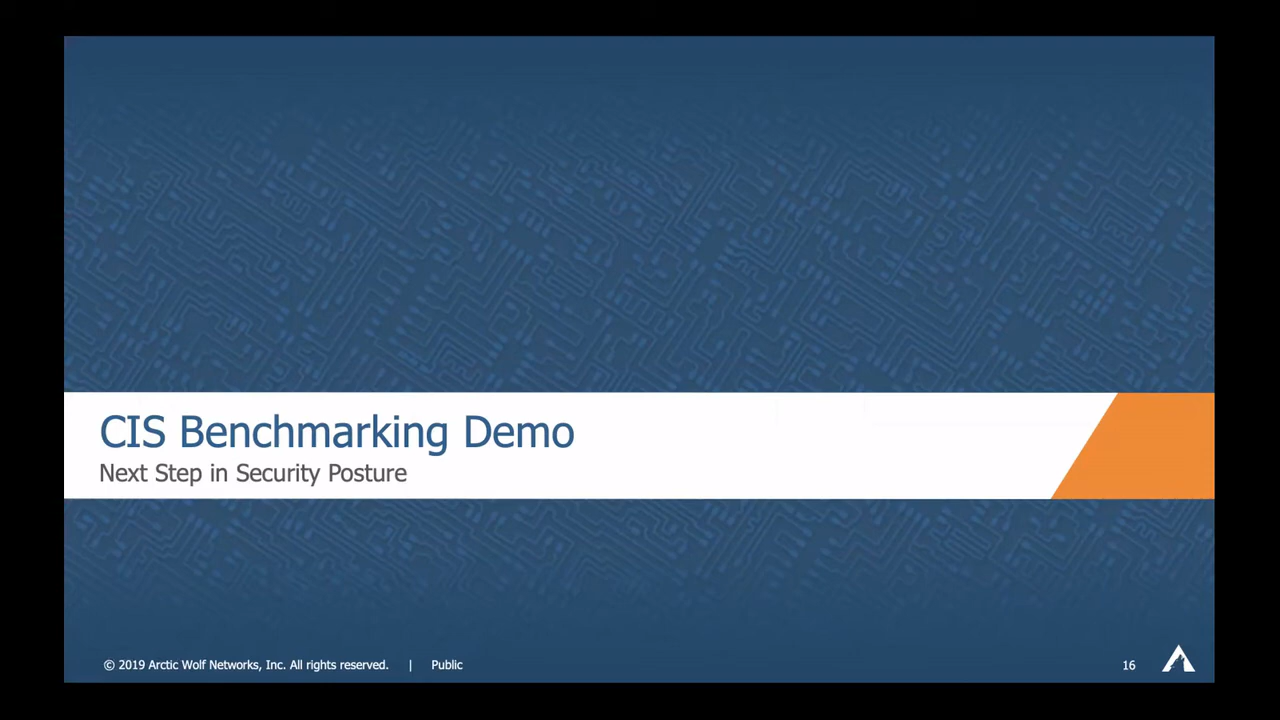 CIS Benchmarking Demo
Next Step in Security Posture
© 2019 Arctic Wolf Networks, Inc. All rights reserved. | Public 16